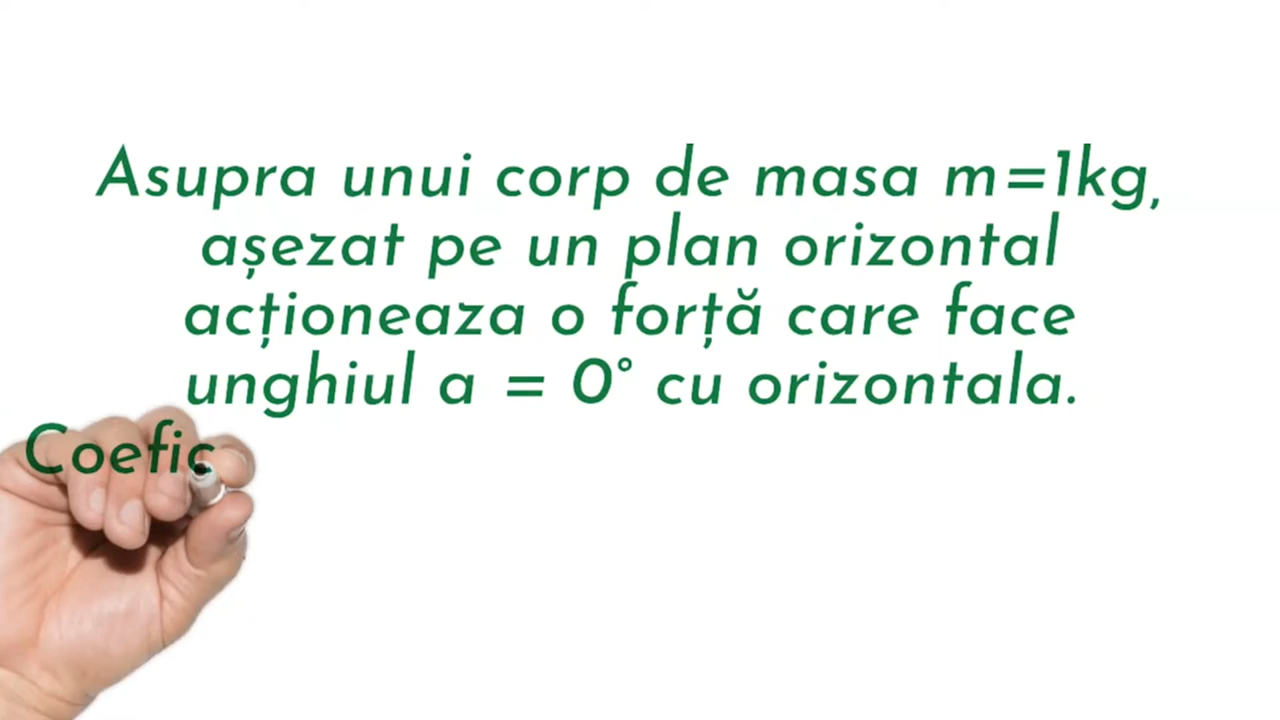 Asupra unui corp de masa m=1kg,
așezat pe un plan orizontal
acționeaza o forță care face
unghiul a = 0° cu orizontala.
Coefic